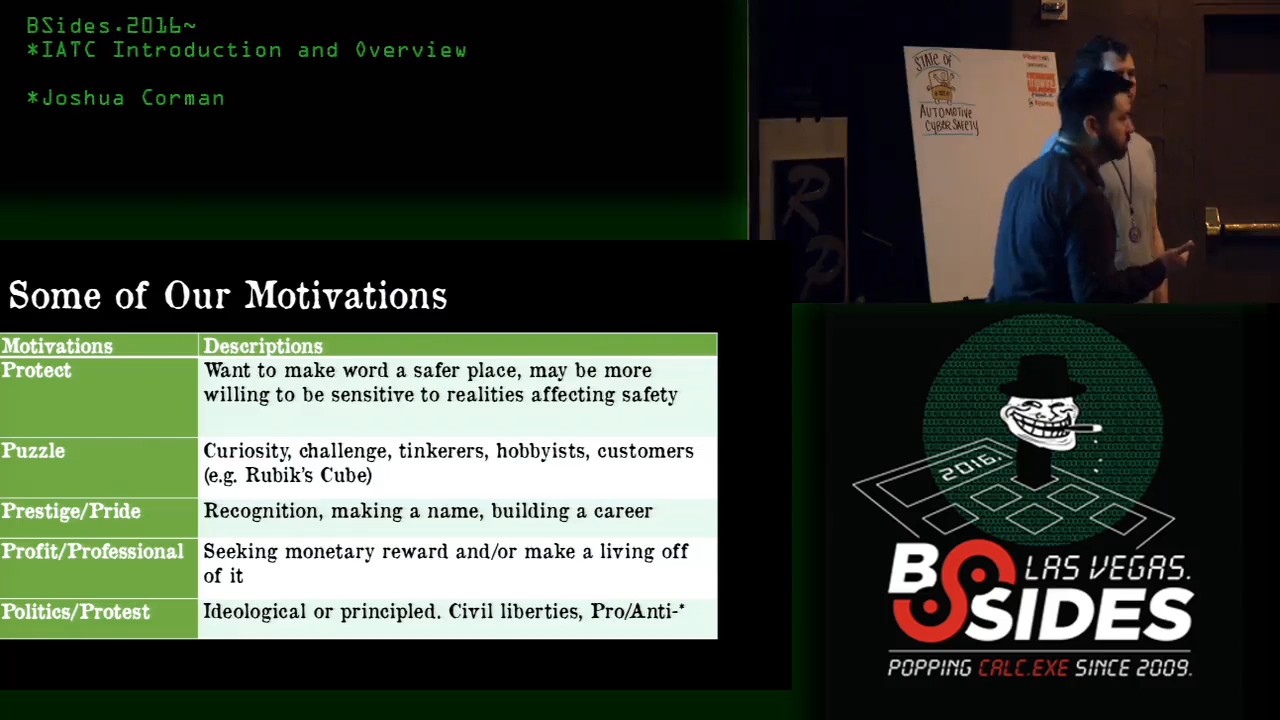 BSides.2016~
*IATC Introduction and Overview
*Joshua Corman
STATE OF
AUTOMOTIVE
CYBERSAFETY
RP
Some of Our Motivations
Motivations Descriptions
Protect Want to make word a safer place, may be more
willing to be sensitive to realities affecting safety
Puzzle Curiosity, challenge, tinkerers, hobbyists, customers
(e.g. Rubik's Cube)
Prestige/Pride Recognition, making a name, building a career
Profit/Professional Seeking monetary reward and/or make a living off
of it
Politics/Protest Ideological or principled. Civil liberties, Pro/Anti-*
2016.
BSIDES LAS VEGAS.
POPPING CALC.EXE SINCE 2009.